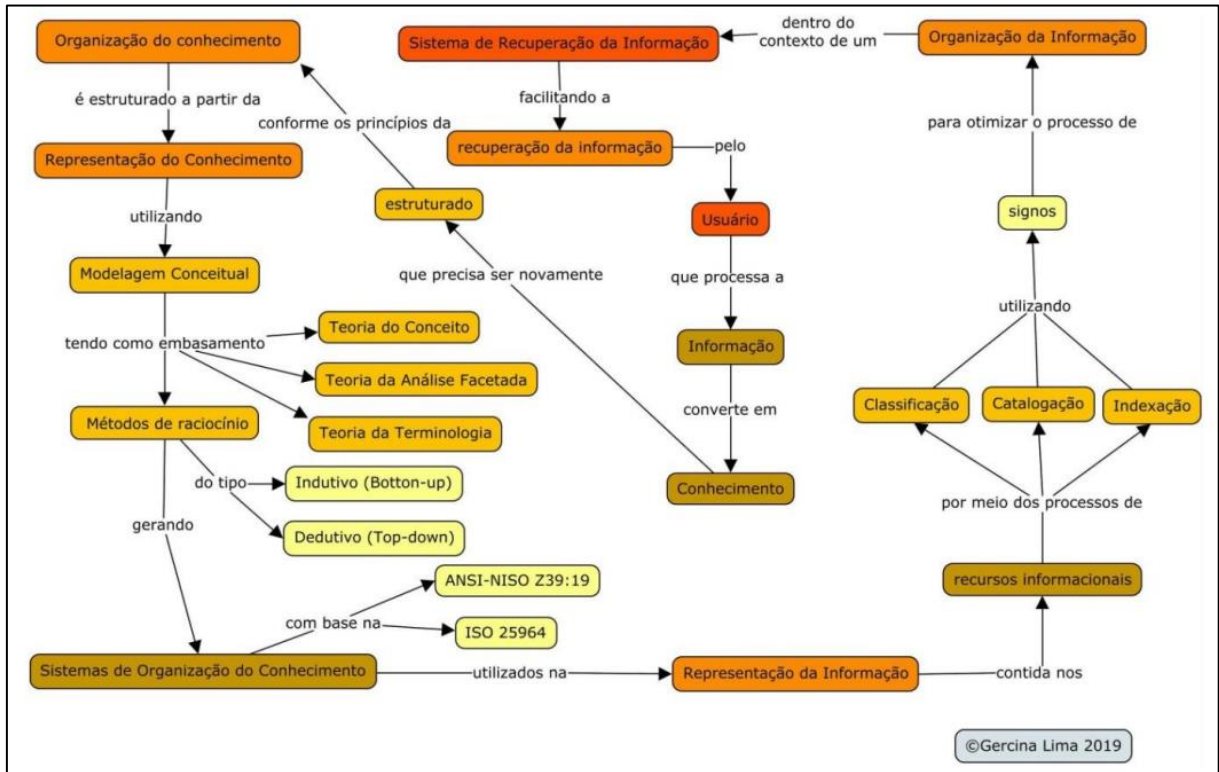 Organização do conhecimento
é estruturado a partir da
Representação do Conhecimento
utilizando
Modelagem Conceitual
tendo como embasamento
Teoria do Conceito
Teoria da Análise Facetada
Teoria da Terminologia
Métodos de raciocínio
do tipo
Indutivo (Botton-up)
Dedutivo (Top-down)
gerando
Sistemas de Organização do Conhecimento
com base na
ANSI-NISO Z39:19
ISO 25964
utilizados na
Representação da Informação
contida nos
recursos informacionais
por meio dos processos de
Classificação
Catalogação
Indexação
utilizando
signos
para otimizar o processo de
Organização da Informação
dentro do
contexto de um
Sistema de Recuperação da Informação
facilitando a
recuperação da informação
pelo
Usuário
que processa a
Informação
converte em
Conhecimento
que precisa ser novamente
estruturado
conforme os princípios da
©Gercina Lima 2019